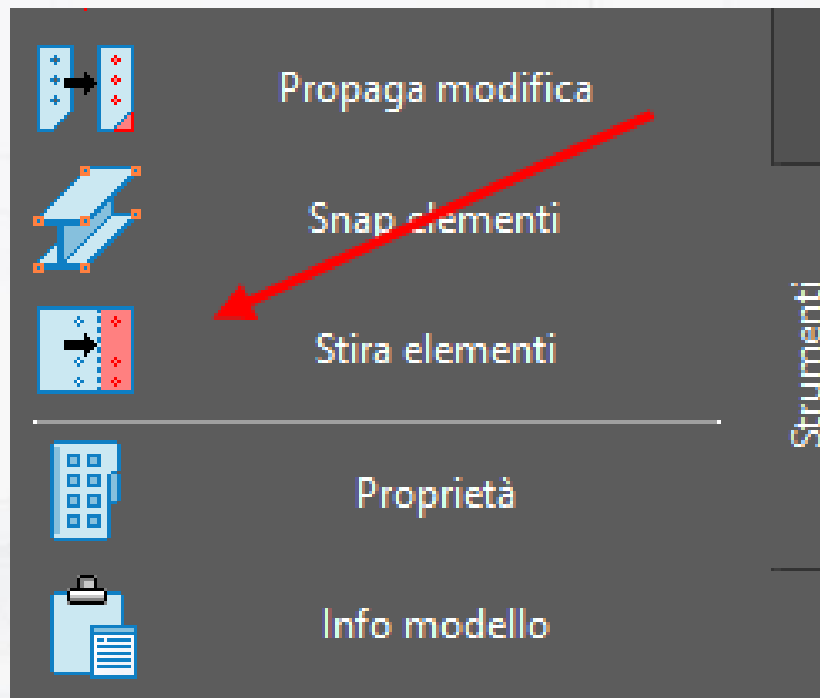 Propaga modifica
Snap elementi
Stira elementi
Strumenti
Proprietà
Info modello